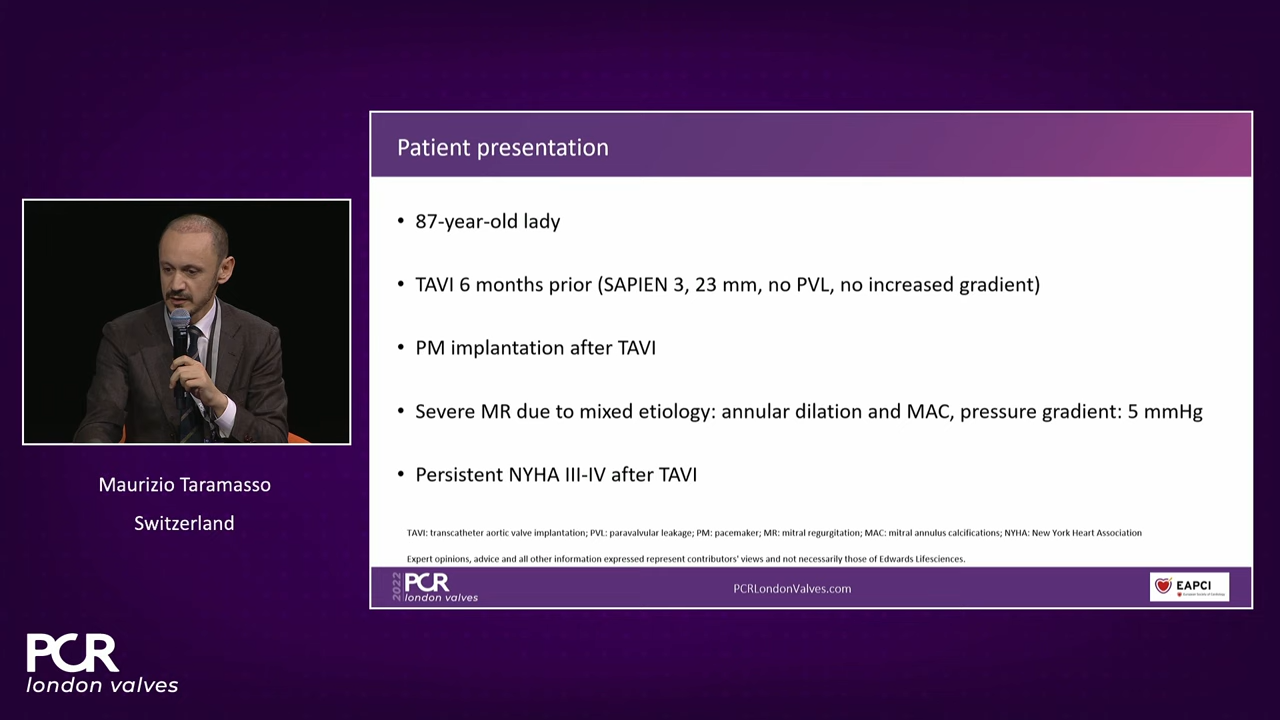 Patient presentation
• 87-year-old lady
• TAVI 6 months prior (SAPIEN 3, 23 mm, no PVL, no increased gradient)
• PM implantation after TAVI
• Severe MR due to mixed etiology: annular dilation and MAC, pressure gradient: 5 mmHg
• Persistent NYHA III-IV after TAVI
TAVI: transcatheter aortic valve implantation; PVL: paravalvular leakage; PM: pacemaker; MR: mitral regurgitation; MAC: mitral annulus calcifications; NYHA: New York Heart Association
Expert opinions, advice and all other information expressed represent contributors' views and not necessarily those of Edwards Lifesciences.
2022
PCR
london valves
PCRLondonValves.com
EAPCI
Maurizio Taramasso
Switzerland
PCR
london valves